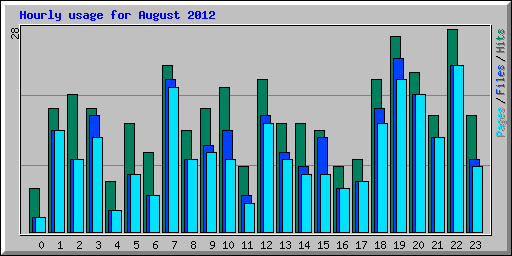 Hourly usage for August 2012
28
Pages/Files/Hits
0 1 2 3 4 5 6 7 8 9 10 11 12 13 14 15 16 17 18 19 20 21 22 23